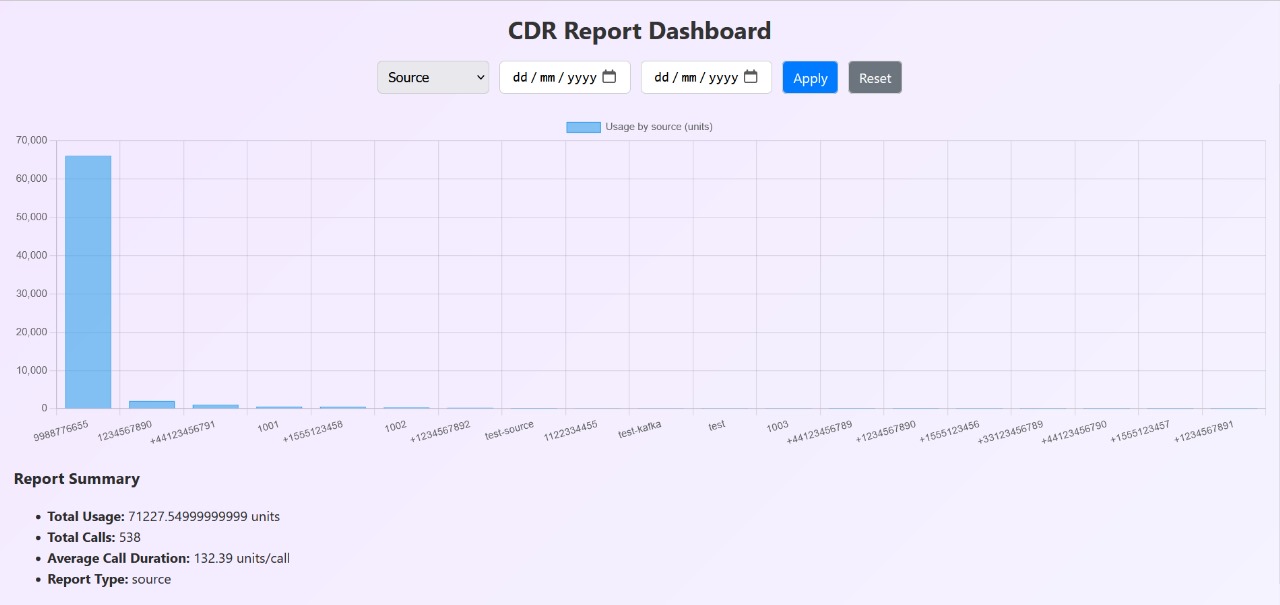 CDR Report Dashboard
Source dd/mm/yyyy dd/mm/yyyy Apply Reset
Usage by source (units)
70,000
60,000
50,000
40,000
30,000
20,000
10,000
0
9988776655 1234567890 +44123456791 1001 +1555123458 1002 +1234567892 test-source 1122334455 test-kafka test 1003 +44123456789 +1234567890 +1555123456 +33123456789 +44123456790 +1555123457 +1234567891
Report Summary
• Total Usage: 71227.54999999999 units
• Total Calls: 538
• Average Call Duration: 132.39 units/call
• Report Type: source